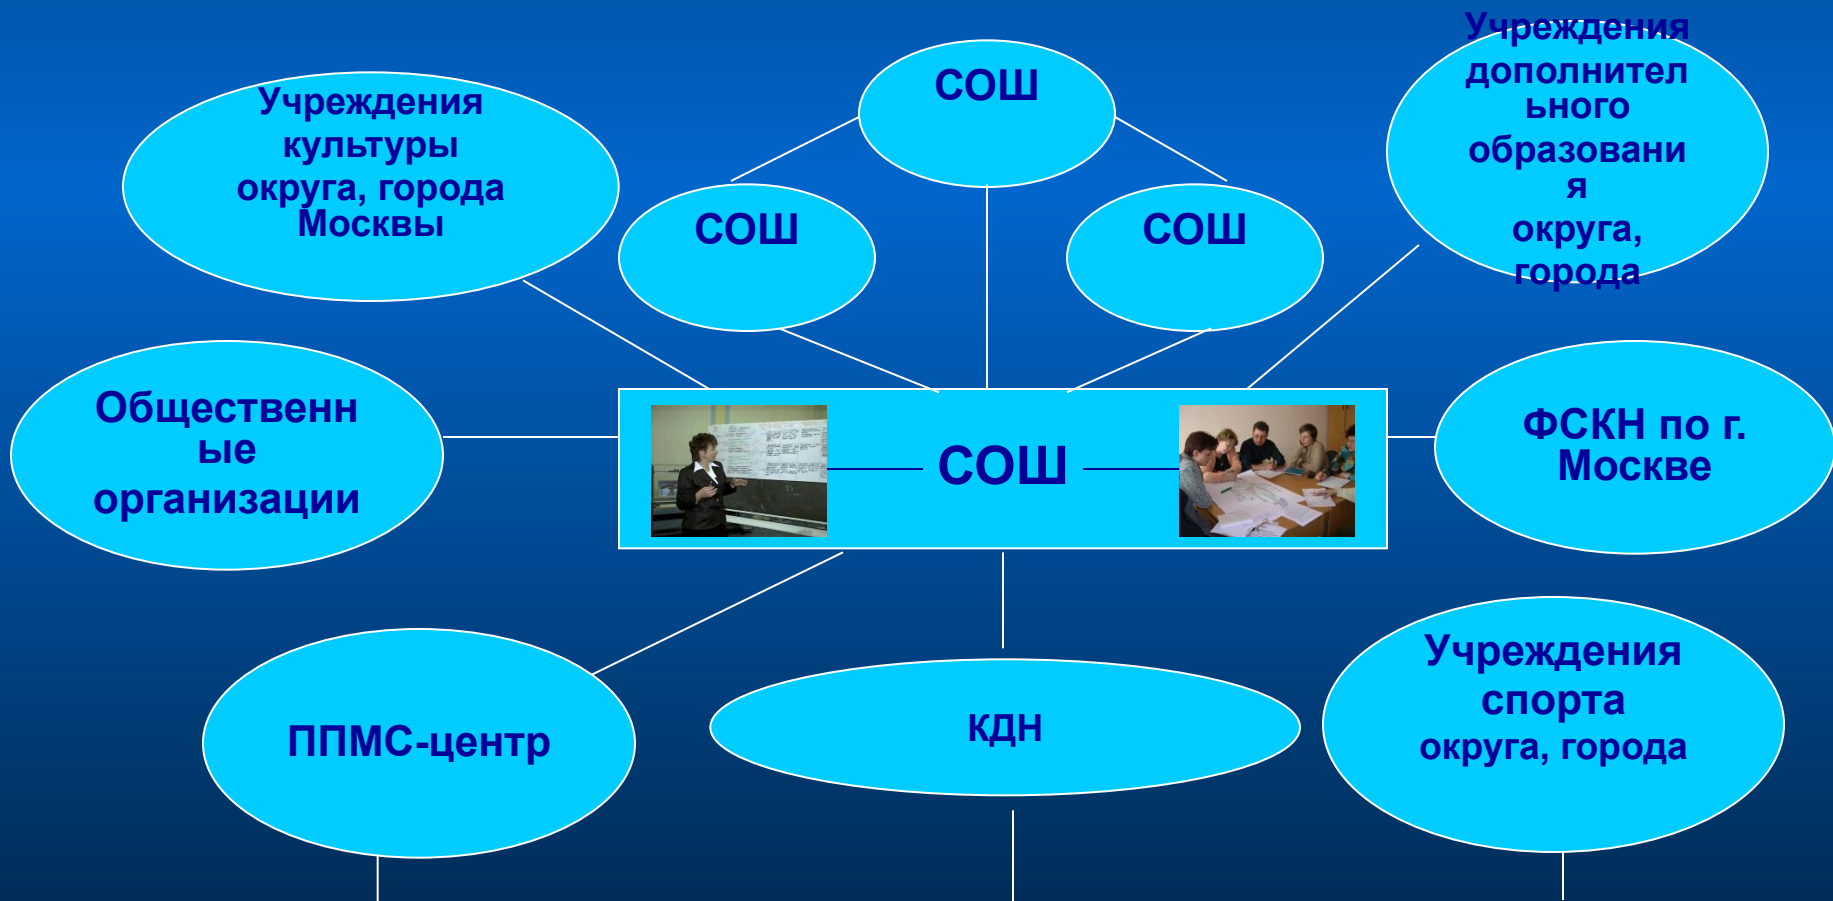 Учреждения
культуры
округа, города
Москвы
СОШ
СОШ
СОШ
Учреждения
дополнител
ьного
образовани
я
округа,
города
Общественн
ые
организации
СОШ
ФСКН по г.
Москве
ППМС-центр
КДН
Учреждения
спорта
округа, города